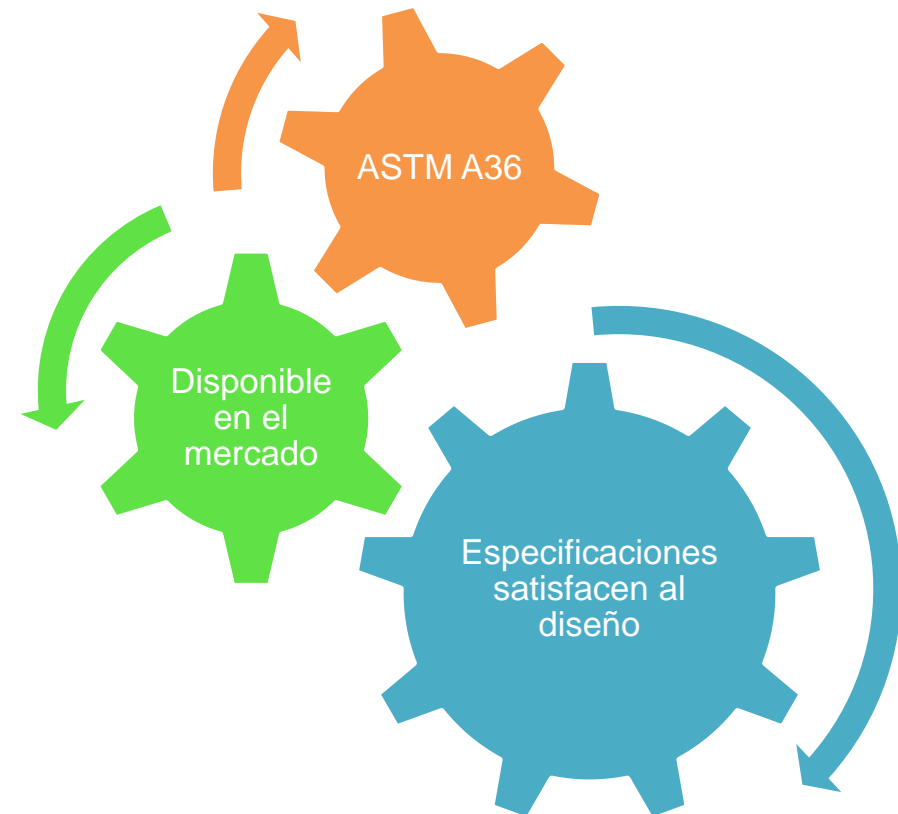 ASTM A36
Disponible
en el
mercado
Especificaciones
satisfacen al
diseño